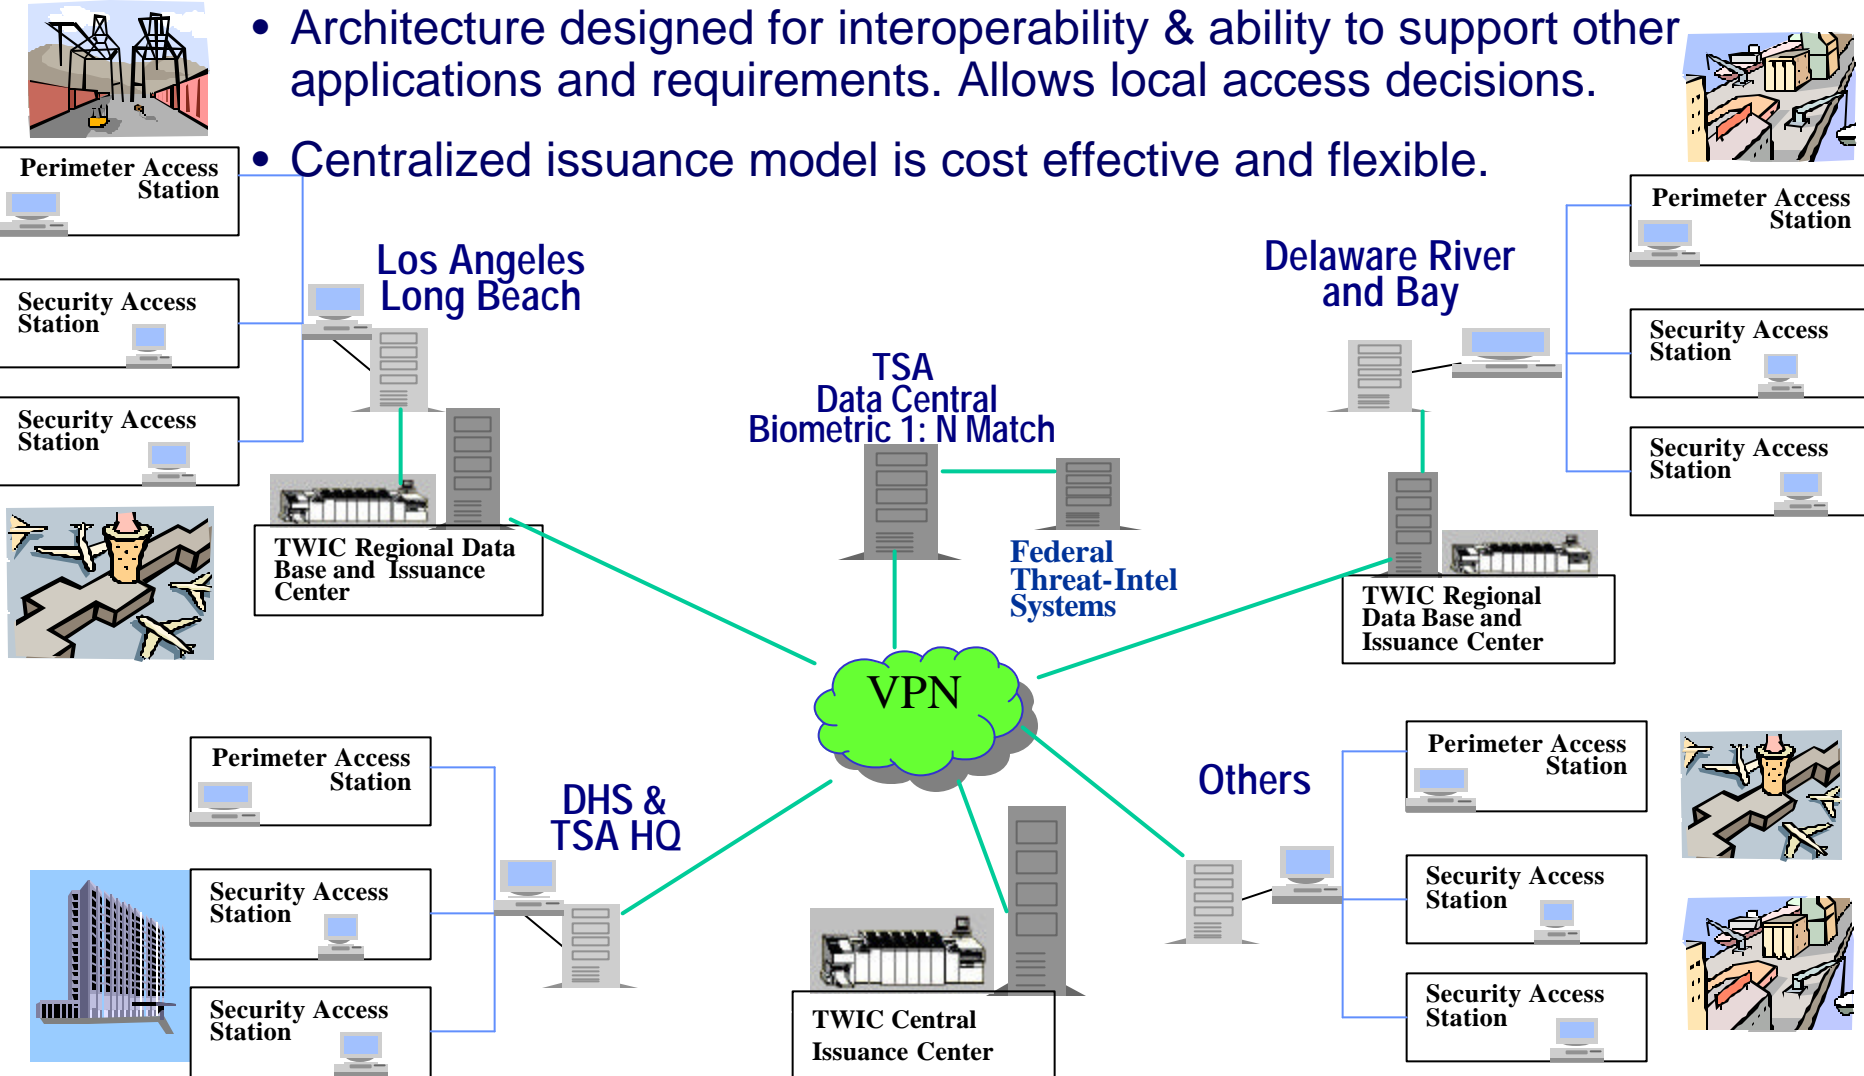 • Architecture designed for interoperability & ability to support other
applications and requirements. Allows local access decisions.
• Centralized issuance model is cost effective and flexible.
Perimeter Access
Station
Security Access
Station
Security Access
Station
Los Angeles
Long Beach
TWIC Regional Data
Base and Issuance
Center
TSA
Data Central
Biometric 1: N Match
Federal
Threat-Intel
Systems
Delaware River
and Bay
Perimeter Access
Station
Security Access
Station
Security Access
Station
TWIC Regional
Data Base and
Issuance Center
VPN
Perimeter Access
Station
Security Access
Station
Security Access
Station
DHS &
TSA HQ
TWIC Central
Issuance Center
Others
Perimeter Access
Station
Security Access
Station
Security Access
Station